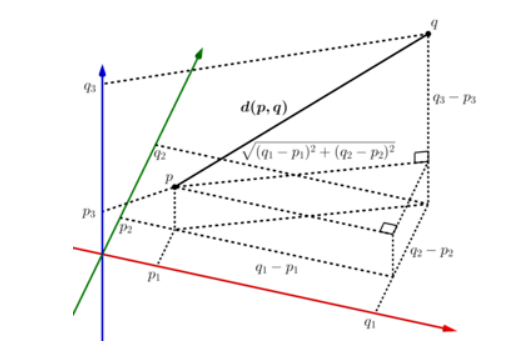 q
q₃
q₃ − p₃
d(p, q)
√(q₁ − p₁)² + (q₂ − p₂)²
q₂
p
p₃
p₂
q₂ − p₂
q₁ − p₁
p₁
q₁